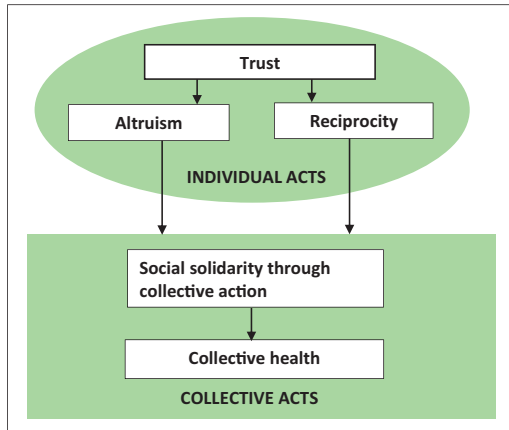 Trust
Altruism
Reciprocity
INDIVIDUAL ACTS
Social solidarity through
collective action
Collective health
COLLECTIVE ACTS